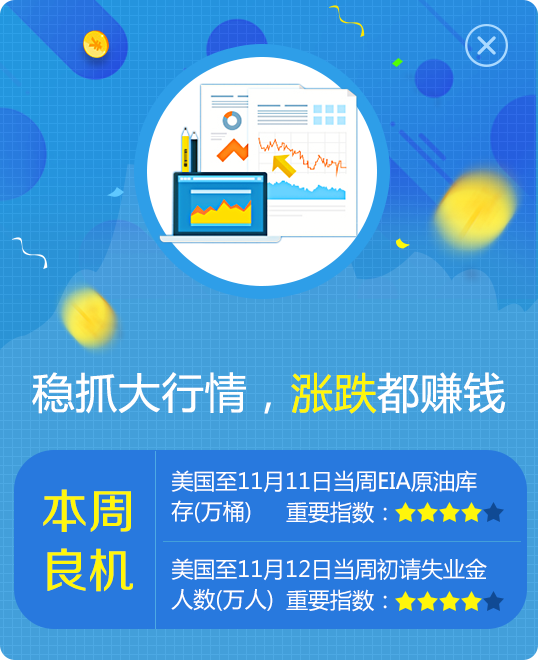 稳抓大行情，涨跌都赚钱
本周
良机
美国至11月11日当周EIA原油库
存(万桶) 重要指数：
美国至11月12日当周初请失业金
人数(万人) 重要指数：